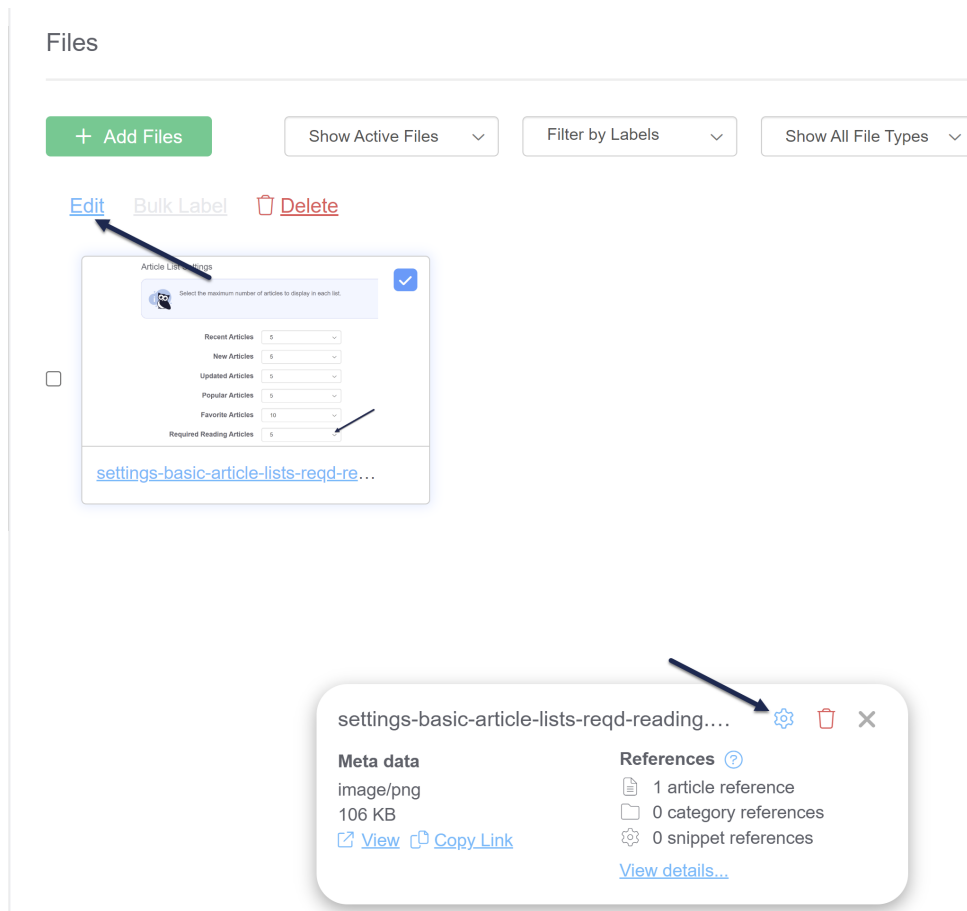 Files
+ Add Files
Show Active Files
Filter by Labels
Show All File Types
Edit
Bulk Label
Delete
Article List Settings
Select the maximum number of articles to display in each list.
Recent Articles 5
New Articles 5
Updated Articles 5
Popular Articles 5
Favorite Articles 10
Required Reading Articles 5
settings-basic-article-lists-reqd-re...
settings-basic-article-lists-reqd-reading....
Meta data
image/png
106 KB
View Copy Link
References ?
1 article reference
0 category references
0 snippet references
View details...